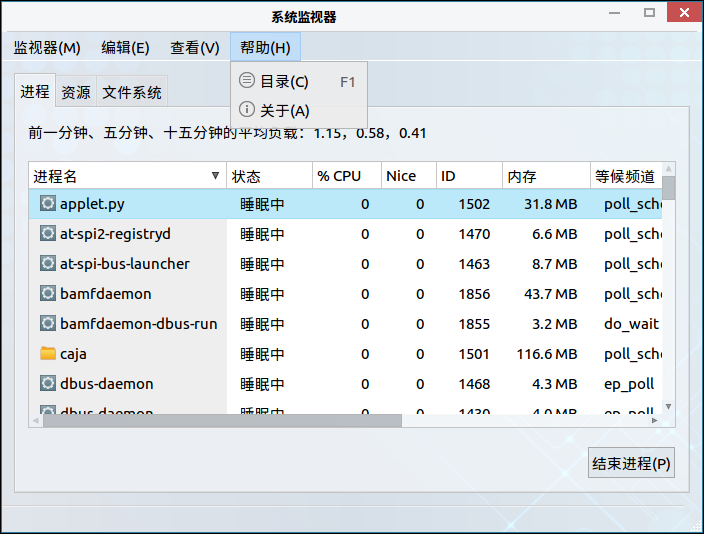 系统监视器
监视器(M) 编辑(E) 查看(V) 帮助(H)
目录(C) F1
关于(A)
进程 资源 文件系统
前一分钟、五分钟、十五分钟的平均负载：1.15，0.58，0.41
进程名 状态 % CPU Nice ID 内存 等候频道
applet.py 睡眠中 0 0 1502 31.8 MB poll_sche
at-spi2-registryd 睡眠中 0 0 1470 6.6 MB poll_sche
at-spi-bus-launcher 睡眠中 0 0 1463 8.7 MB poll_sche
bamfdaemon 睡眠中 0 0 1856 43.7 MB poll_sche
bamfdaemon-dbus-run 睡眠中 0 0 1855 3.2 MB do_wait
caja 睡眠中 0 0 1501 116.6 MB poll_sche
dbus-daemon 睡眠中 0 0 1468 4.3 MB ep_poll
dbus-daemon 睡眠中 0 0 1430 4.0 MB ep_poll
结束进程(P)